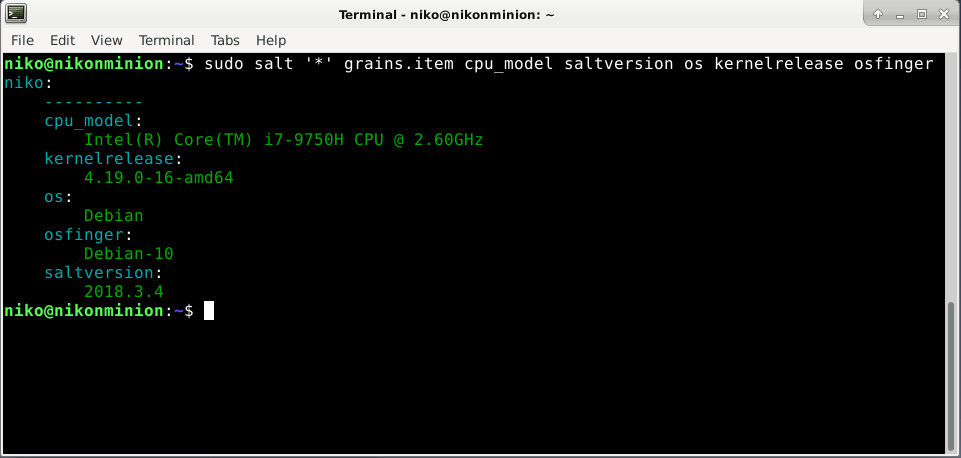 Terminal - niko@nikonminion: ~
File Edit View Terminal Tabs Help
niko@nikonminion:~$ sudo salt '*' grains.item cpu_model saltversion os kernelrelease osfinger
niko:
    ----------
    cpu_model:
        Intel(R) Core(TM) i7-9750H CPU @ 2.60GHz
    kernelrelease:
        4.19.0-16-amd64
    os:
        Debian
    osfinger:
        Debian-10
    saltversion:
        2018.3.4
niko@nikonminion:~$